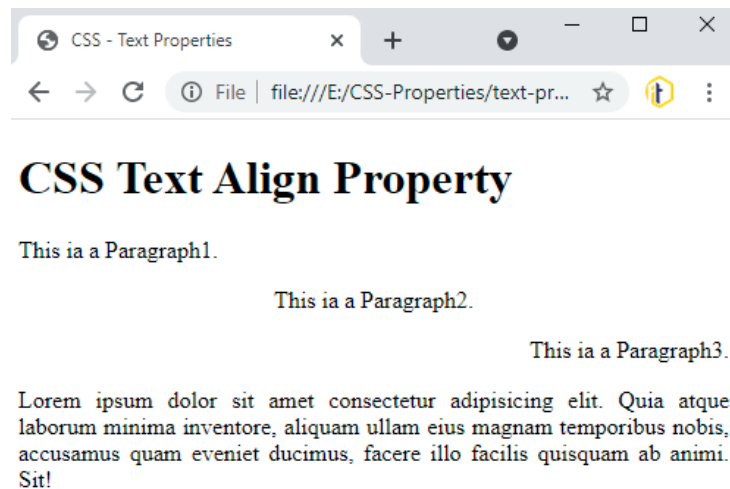 CSS - Text Properties
File file:///E:/CSS-Properties/text-pr...
CSS Text Align Property
This ia a Paragraph1.
This ia a Paragraph2.
This ia a Paragraph3.
Lorem ipsum dolor sit amet consectetur adipisicing elit. Quia atque
laborum minima inventore, aliquam ullam eius magnam temporibus nobis,
accusamus quam eveniet ducimus, facere illo facilis quisquam ab animi.
Sit!